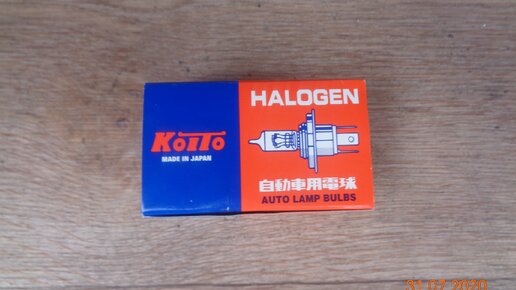 KOITO
MADE IN JAPAN
HALOGEN
自動車用電球
AUTO LAMP BULBS